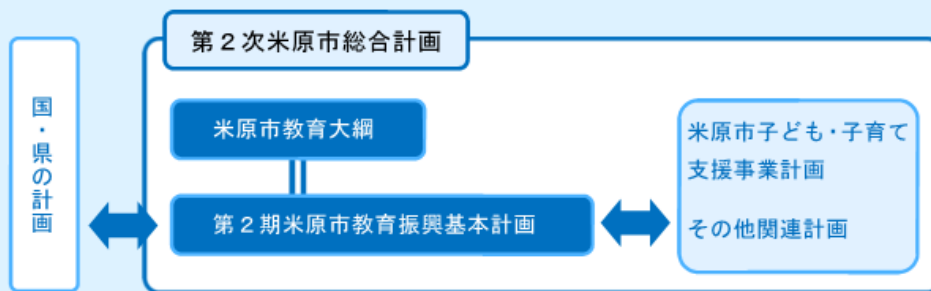 第２次米原市総合計画
国・県の計画
米原市教育大綱
第２期米原市教育振興基本計画
米原市子ども・子育て
支援事業計画
その他関連計画